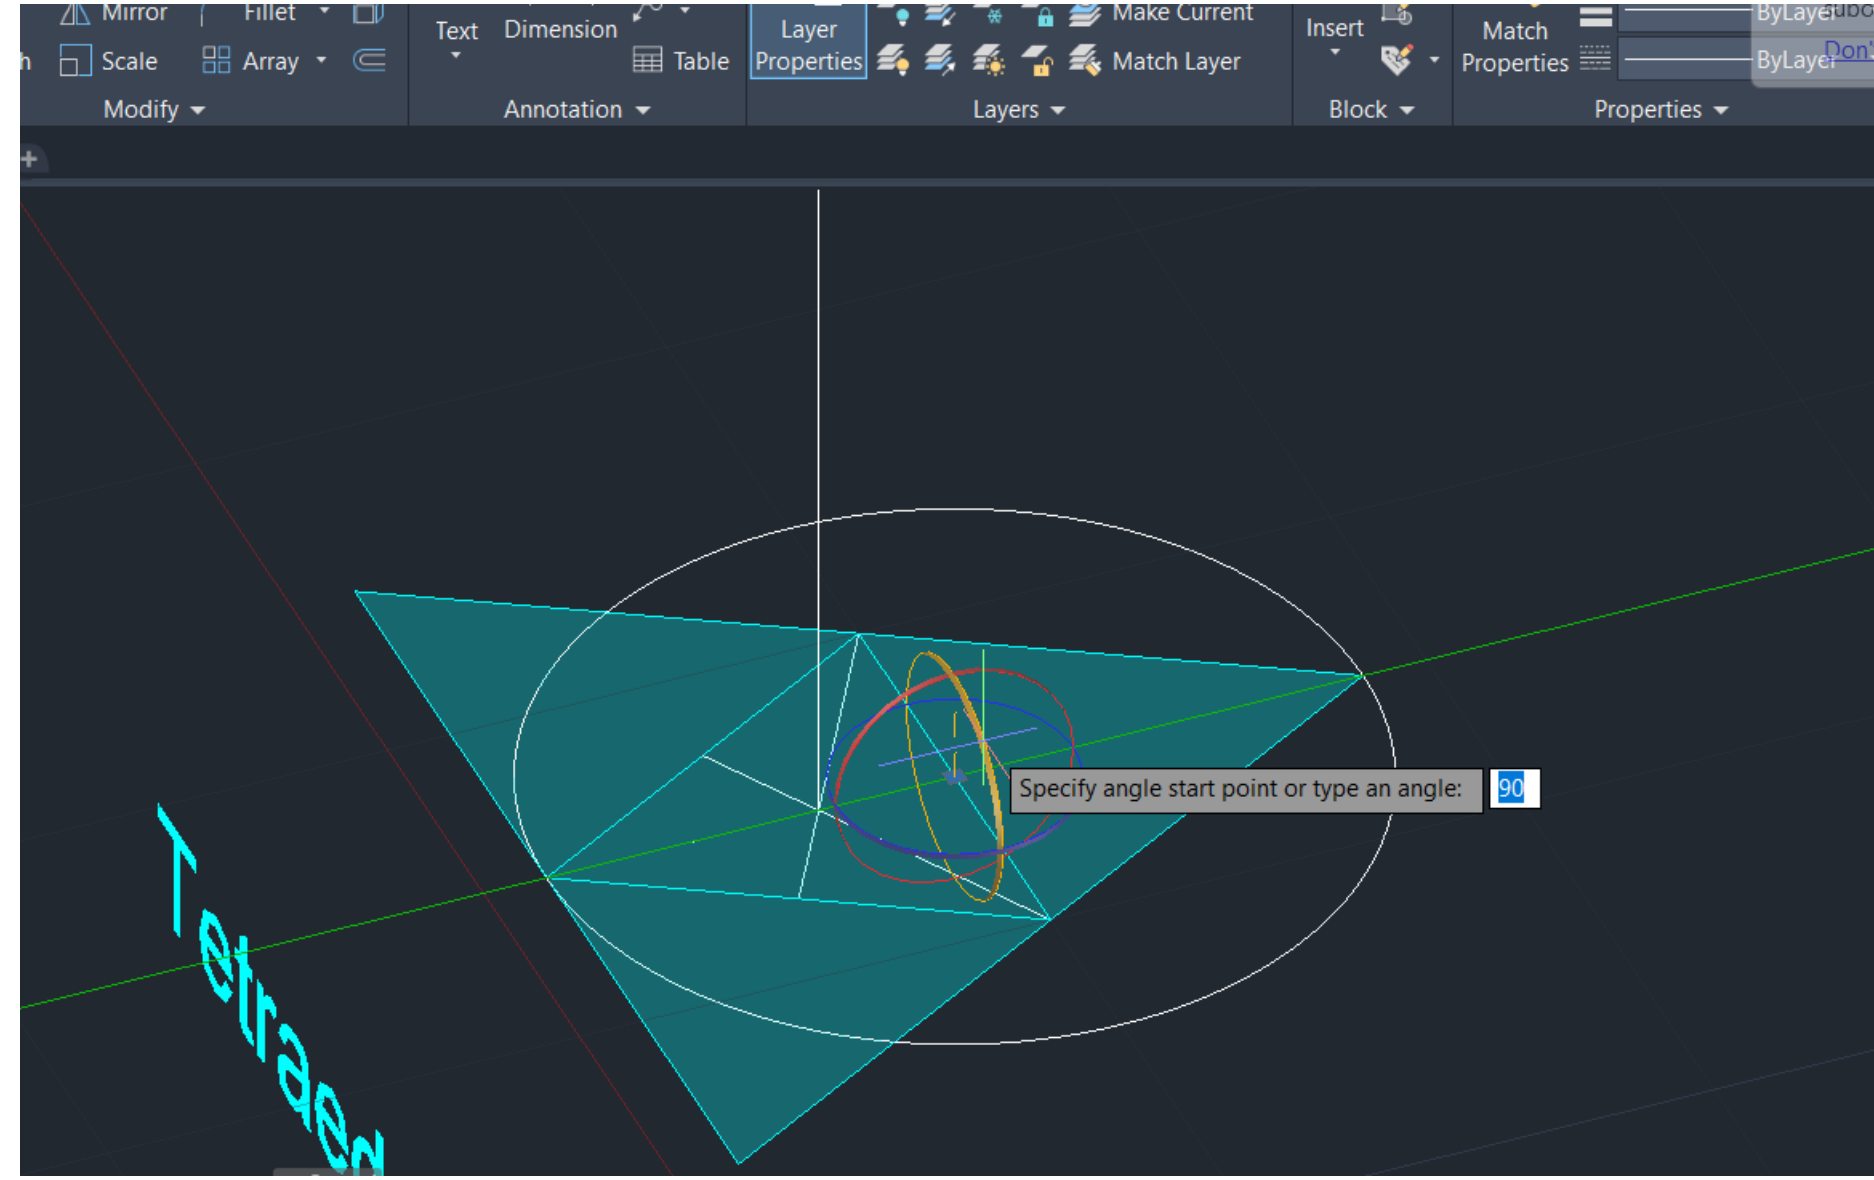 Mirror Fillet
Text Dimension
Layer
Properties
Make Current
Insert
Match
Properties
ByLayer
h Scale Array
Table
Match Layer
ByLayer
Don'
Modify Annotation Layers Block Properties
Specify angle start point or type an angle: 90
Tetraed